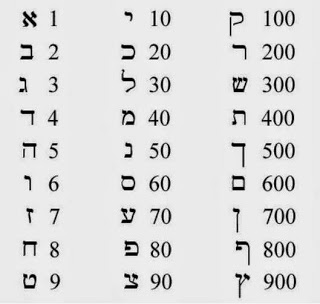 א 1 י 10 ק 100
ב 2 כ 20 ר 200
ג 3 ל 30 ש 300
ד 4 מ 40 ת 400
ה 5 נ 50 ך 500
ו 6 ס 60 ם 600
ז 7 ע 70 ן 700
ח 8 פ 80 ף 800
ט 9 צ 90 ץ 900